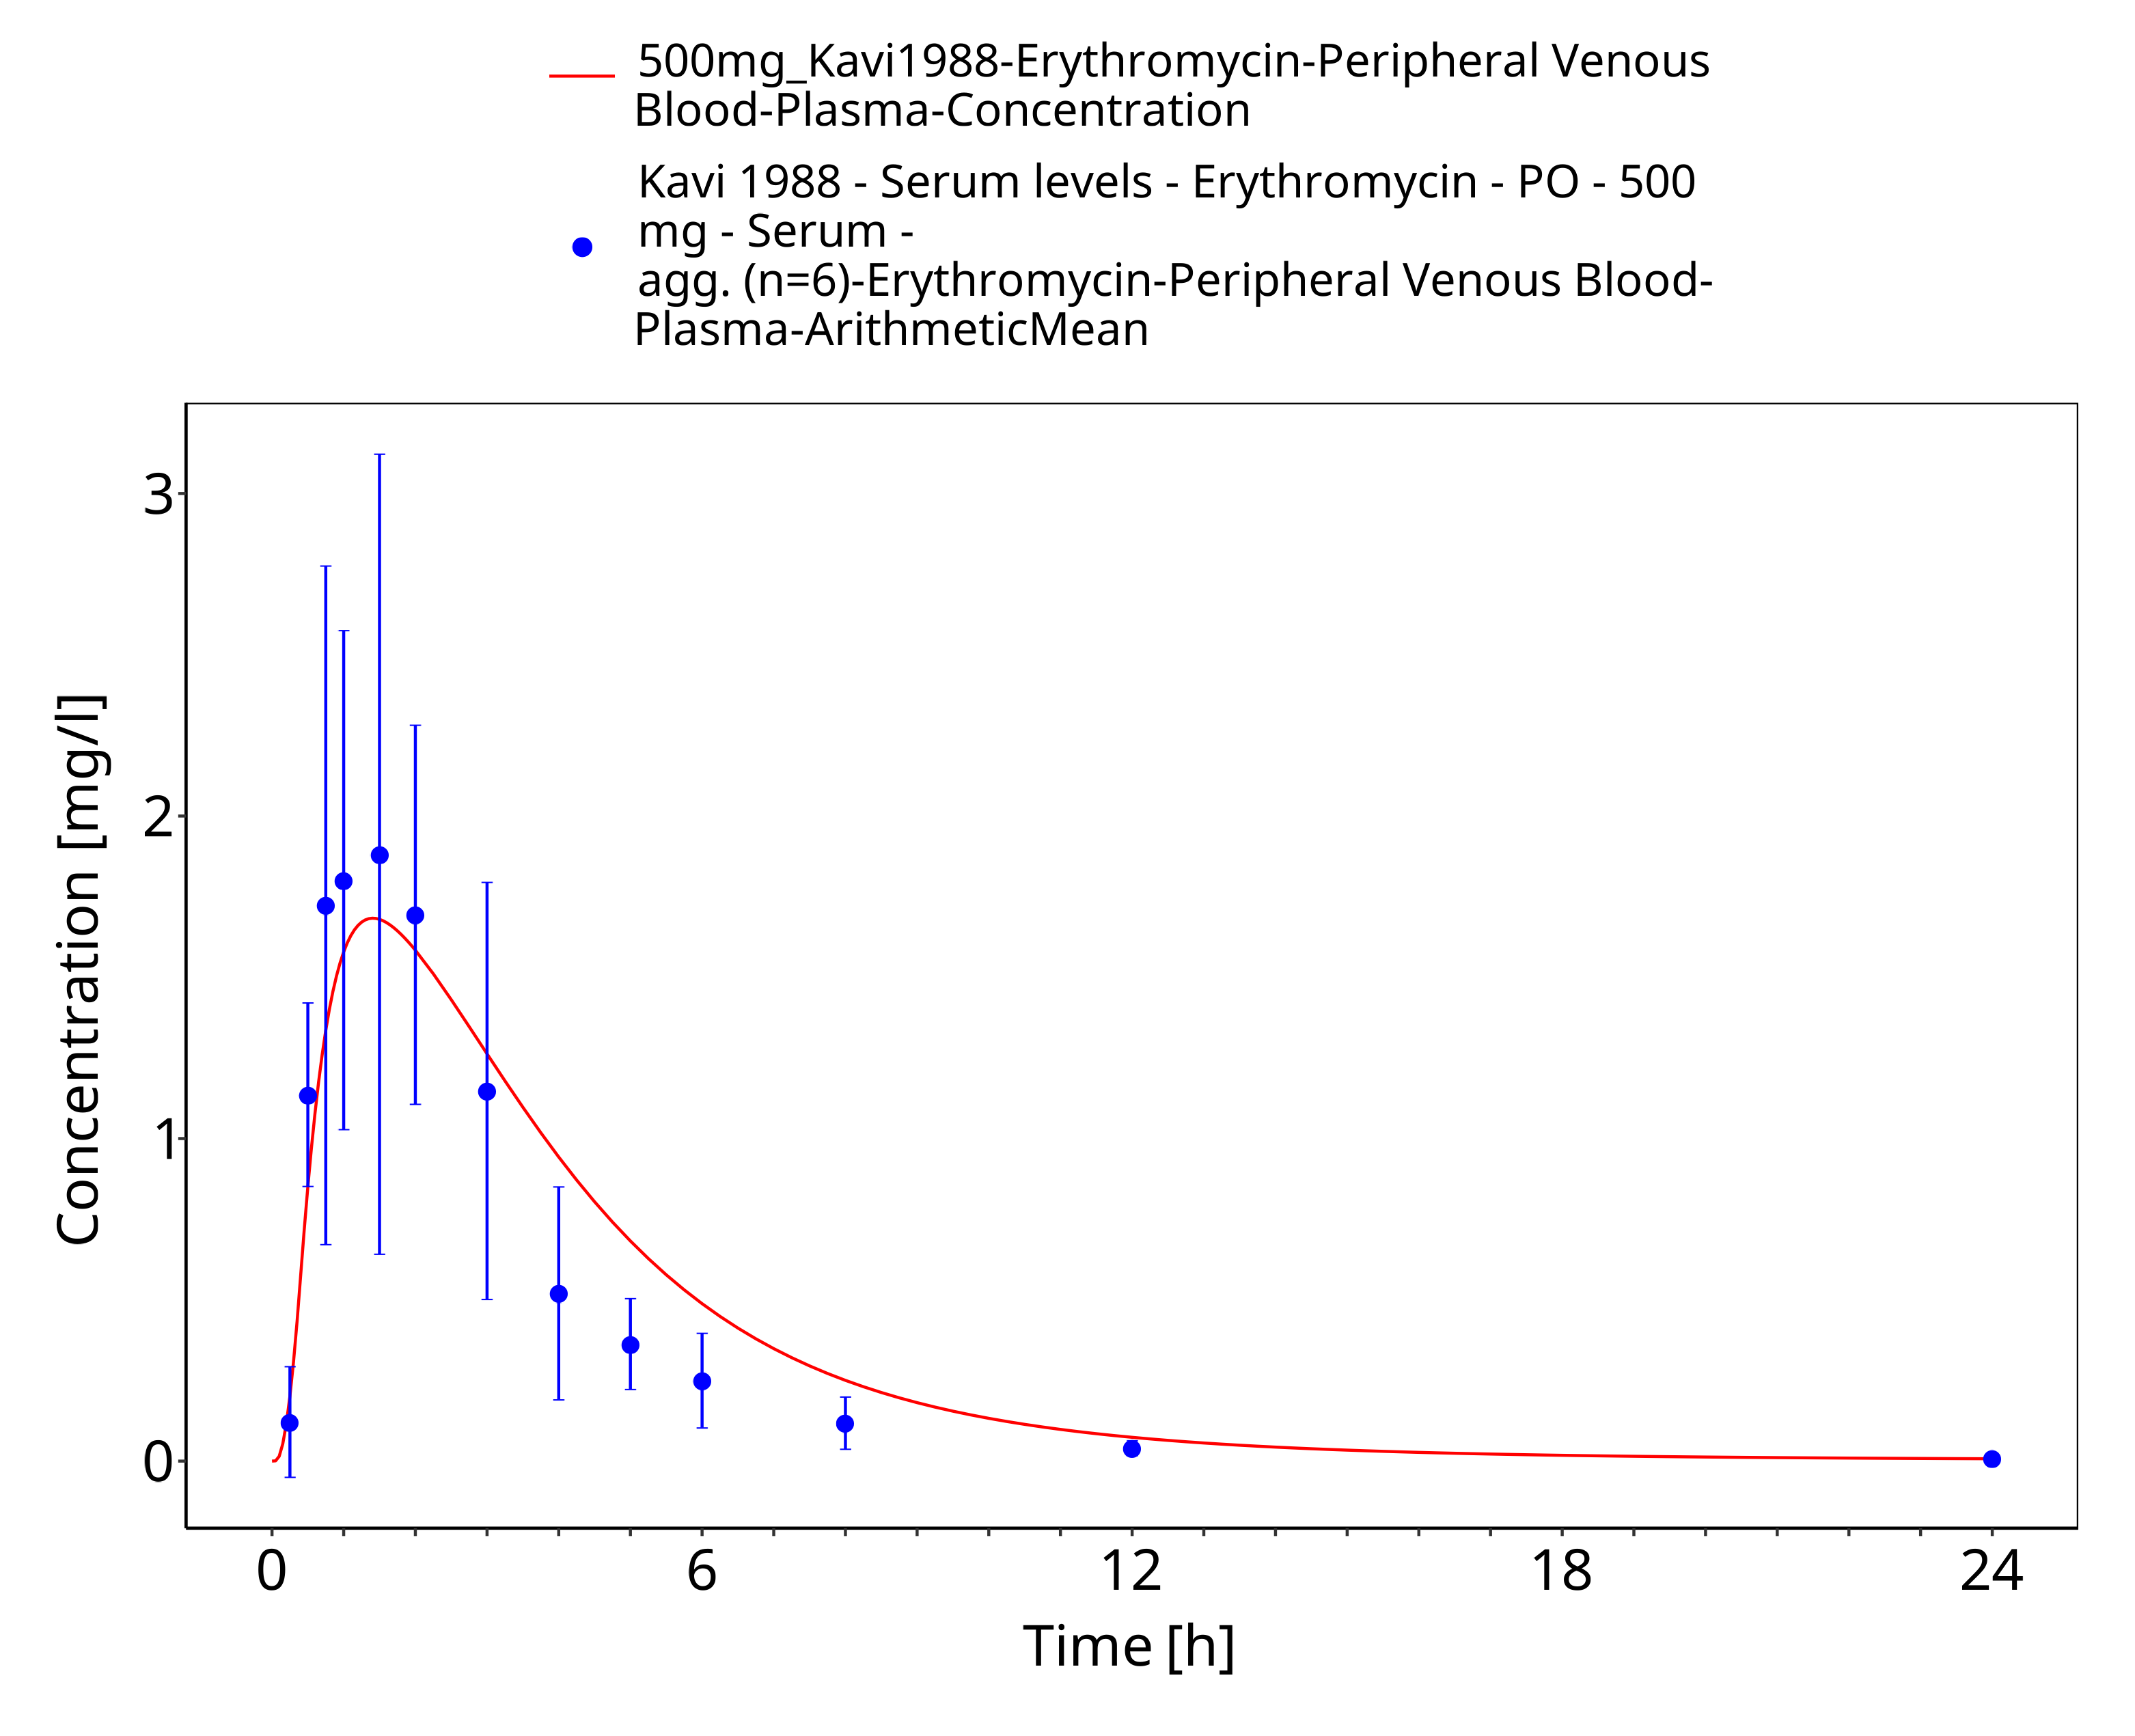 500mg_Kavi1988-Erythromycin-Peripheral Venous
Blood-Plasma-Concentration
Kavi 1988 - Serum levels - Erythromycin - PO - 500
mg - Serum -
agg. (n=6)-Erythromycin-Peripheral Venous Blood-
Plasma-ArithmeticMean
3
2
1
0
Concentration [mg/l]
0 6 12 18 24
Time [h]